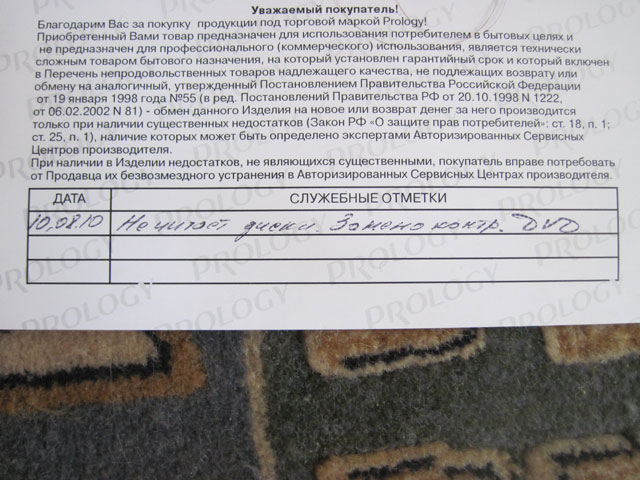 Уважаемый покупатель!
Благодарим Вас за покупку продукции под торговой маркой Prology!
Приобретенный Вами товар предназначен для использования потребителем в бытовых целях и
не предназначен для профессионального (коммерческого) использования, является технически
сложным товаром бытового назначения, на который установлен гарантийный срок и который включен
в Перечень непродовольственных товаров надлежащего качества, не подлежащих возврату или
обмену на аналогичный, утвержденный Постановлением Правительства Российской Федерации
от 19 января 1998 года №55 (в ред. Постановлений Правительства РФ от 20.10.1998 N 1222,
от 06.02.2002 N 81) - обмен данного Изделия на новое или возврат денег за него производится
только при наличии существенных недостатков (Закон РФ «О защите прав потребителей»: ст. 18, п. 1;
ст. 25, п. 1), наличие которых может быть определено экспертами Авторизированных Сервисных
Центров производителя.
При наличии в Изделии недостатков, не являющихся существенными, покупатель вправе потребовать
от Продавца их безвозмездного устранения в Авторизированных Сервисных Центрах производителя.
ДАТА СЛУЖЕБНЫЕ ОТМЕТКИ
10.08.10 Не читает диски. Замена контр. DVD